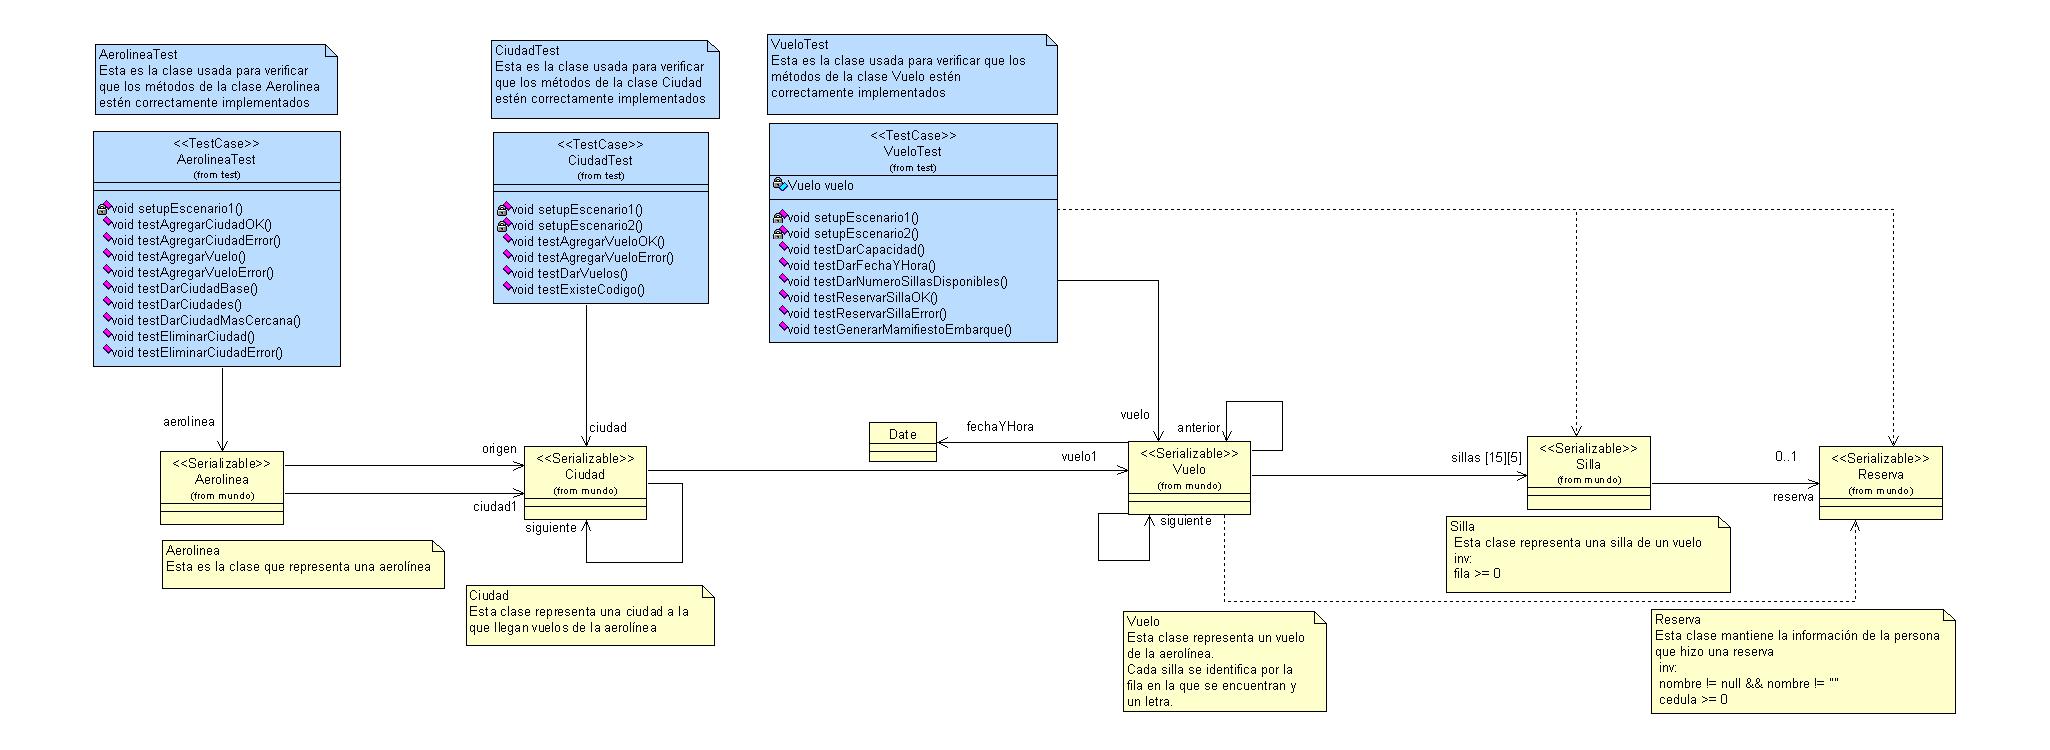 AerolineaTest
Esta es la clase usada para verificar
que los métodos de la clase Aerolinea
estén correctamente implementados
CiudadTest
Esta es la clase usada para verificar
que los métodos de la clase Ciudad
estén correctamente implementados
VueloTest
Esta es la clase usada para verificar que los
métodos de la clase Vuelo estén
correctamente implementados
<<TestCase>>
AerolineaTest
(from test)
void setupEscenario1()
void testAgregarCiudadOK()
void testAgregarCiudadError()
void testAgregarVuelo()
void testAgregarVueloError()
void testDarCiudadBase()
void testDarCiudades()
void testDarCiudadMasCercana()
void testEliminarCiudad()
void testEliminarCiudadError()
<<TestCase>>
CiudadTest
(from test)
void setupEscenario1()
void setupEscenario2()
void testAgregarVueloOK()
void testAgregarVueloError()
void testDarVuelos()
void testExisteCodigo()
<<TestCase>>
VueloTest
(from test)
Vuelo vuelo
void setupEscenario1()
void setupEscenario2()
void testDarCapacidad()
void testDarFechaYHora()
void testDarNumeroSillasDisponibles()
void testReservarSillaOK()
void testReservarSillaError()
void testGenerarMamifiestoEmbarque()
aerolinea
ciudad
vuelo
anterior
origen
ciudad1
siguiente
fechaYHora
vuelo1
siguiente
sillas [15][5]
0..1
reserva
<<Serializable>>
Aerolinea
(from mundo)
<<Serializable>>
Ciudad
(from mundo)
Date
<<Serializable>>
Vuelo
(from mundo)
<<Serializable>>
Silla
(from mundo)
<<Serializable>>
Reserva
(from mundo)
Aerolinea
Esta es la clase que representa una aerolínea
Ciudad
Esta clase representa una ciudad a la
que llegan vuelos de la aerolínea
Vuelo
Esta clase representa un vuelo
de la aerolínea.
Cada silla se identifica por la
fila en la que se encuentran y
un letra.
Silla
Esta clase representa una silla de un vuelo
inv:
fila >= 0
Reserva
Esta clase mantiene la información de la persona
que hizo una reserva
inv:
nombre != null && nombre != ""
cedula >= 0